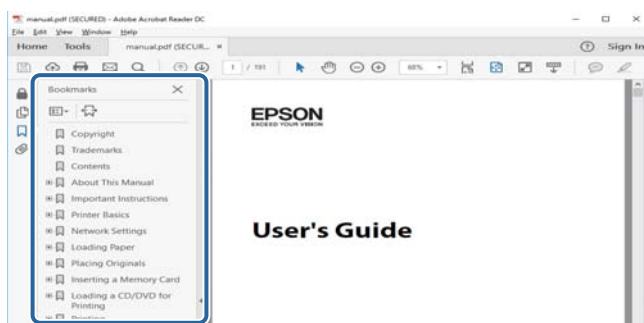 manual.pdf (SECURED) - Adobe Acrobat Reader DC
File Edit View Window Help
Home Tools manual.pdf (SECUR... × Sign In
1 / 191 68%
Bookmarks
Copyright
Trademarks
Contents
About This Manual
Important Instructions
Printer Basics
Network Settings
Loading Paper
Placing Originals
Inserting a Memory Card
Loading a CD/DVD for
Printing
Printing
EPSON
EXCEED YOUR VISION
User's Guide